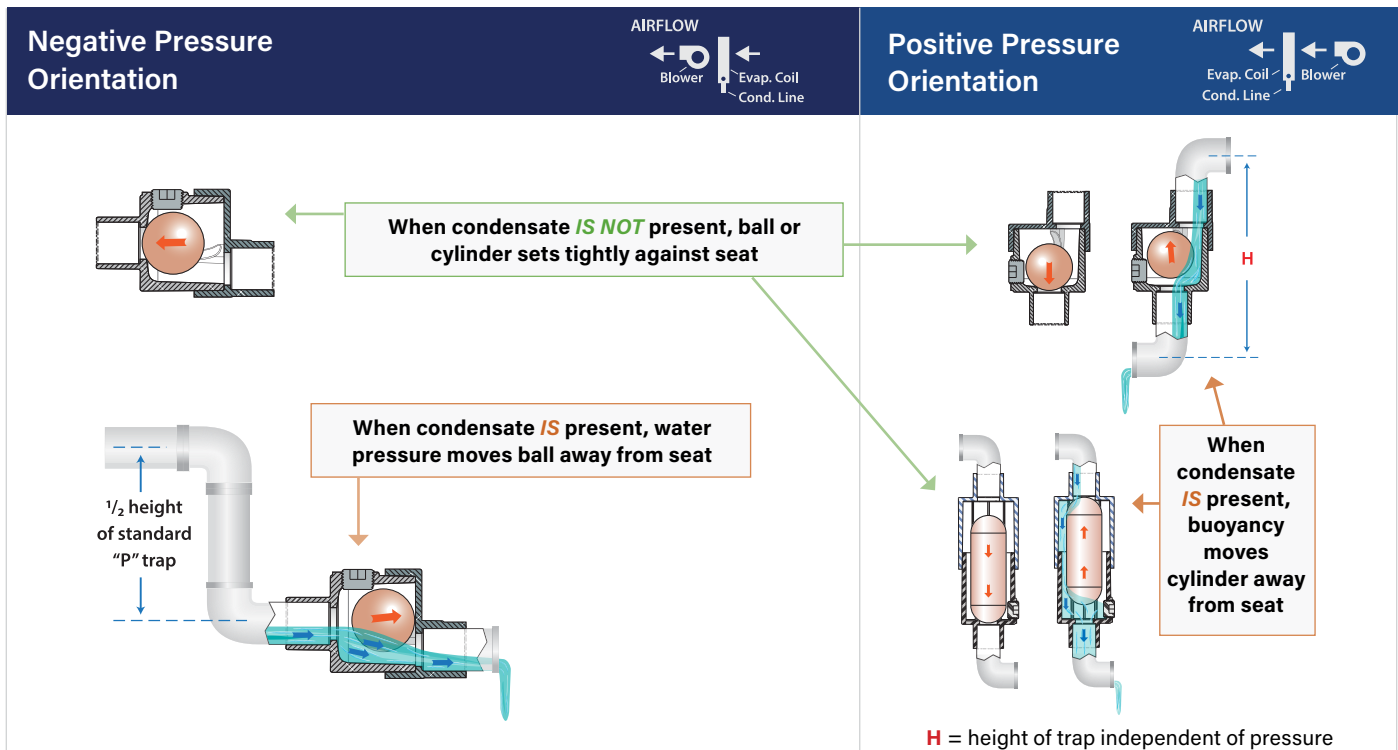 Negative Pressure
Orientation
AIRFLOW
Blower
Evap. Coil
Cond. Line
Positive Pressure
Orientation
AIRFLOW
Evap. Coil
Blower
Cond. Line
When condensate IS NOT present, ball or
cylinder sets tightly against seat
H
When condensate IS present, water
pressure moves ball away from seat
1/2 height
of standard
“P” trap
When
condensate
IS present,
buoyancy
moves
cylinder away
from seat
H = height of trap independent of pressure